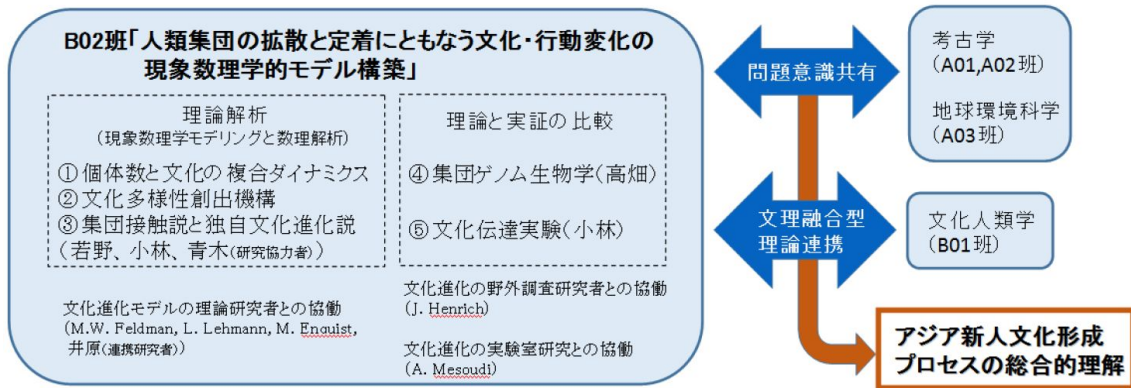 B02班「人類集団の拡散と定着にともなう文化・行動変化の
現象数理学的モデル構築」
理論解析
(現象数理学モデリングと数理解析)
①個体数と文化の複合ダイナミクス
②文化多様性創出機構
③集団接触説と独自文化進化説
(若野、小林、青木(研究協力者))
理論と実証の比較
④集団ゲノム生物学(高畑)
⑤文化伝達実験(小林)
文化進化モデルの理論研究者との協働
(M.W. Feldman, L. Lehmann, M. Enquist,
井原(連携研究者))
文化進化の野外調査研究者との協働
(J. Henrich)
文化進化の実験室研究との協働
(A. Mesoudi)
問題意識共有
考古学
(A01,A02班)
地球環境科学
(A03班)
文理融合型
理論連携
文化人類学
(B01班)
アジア新人文化形成
プロセスの総合的理解